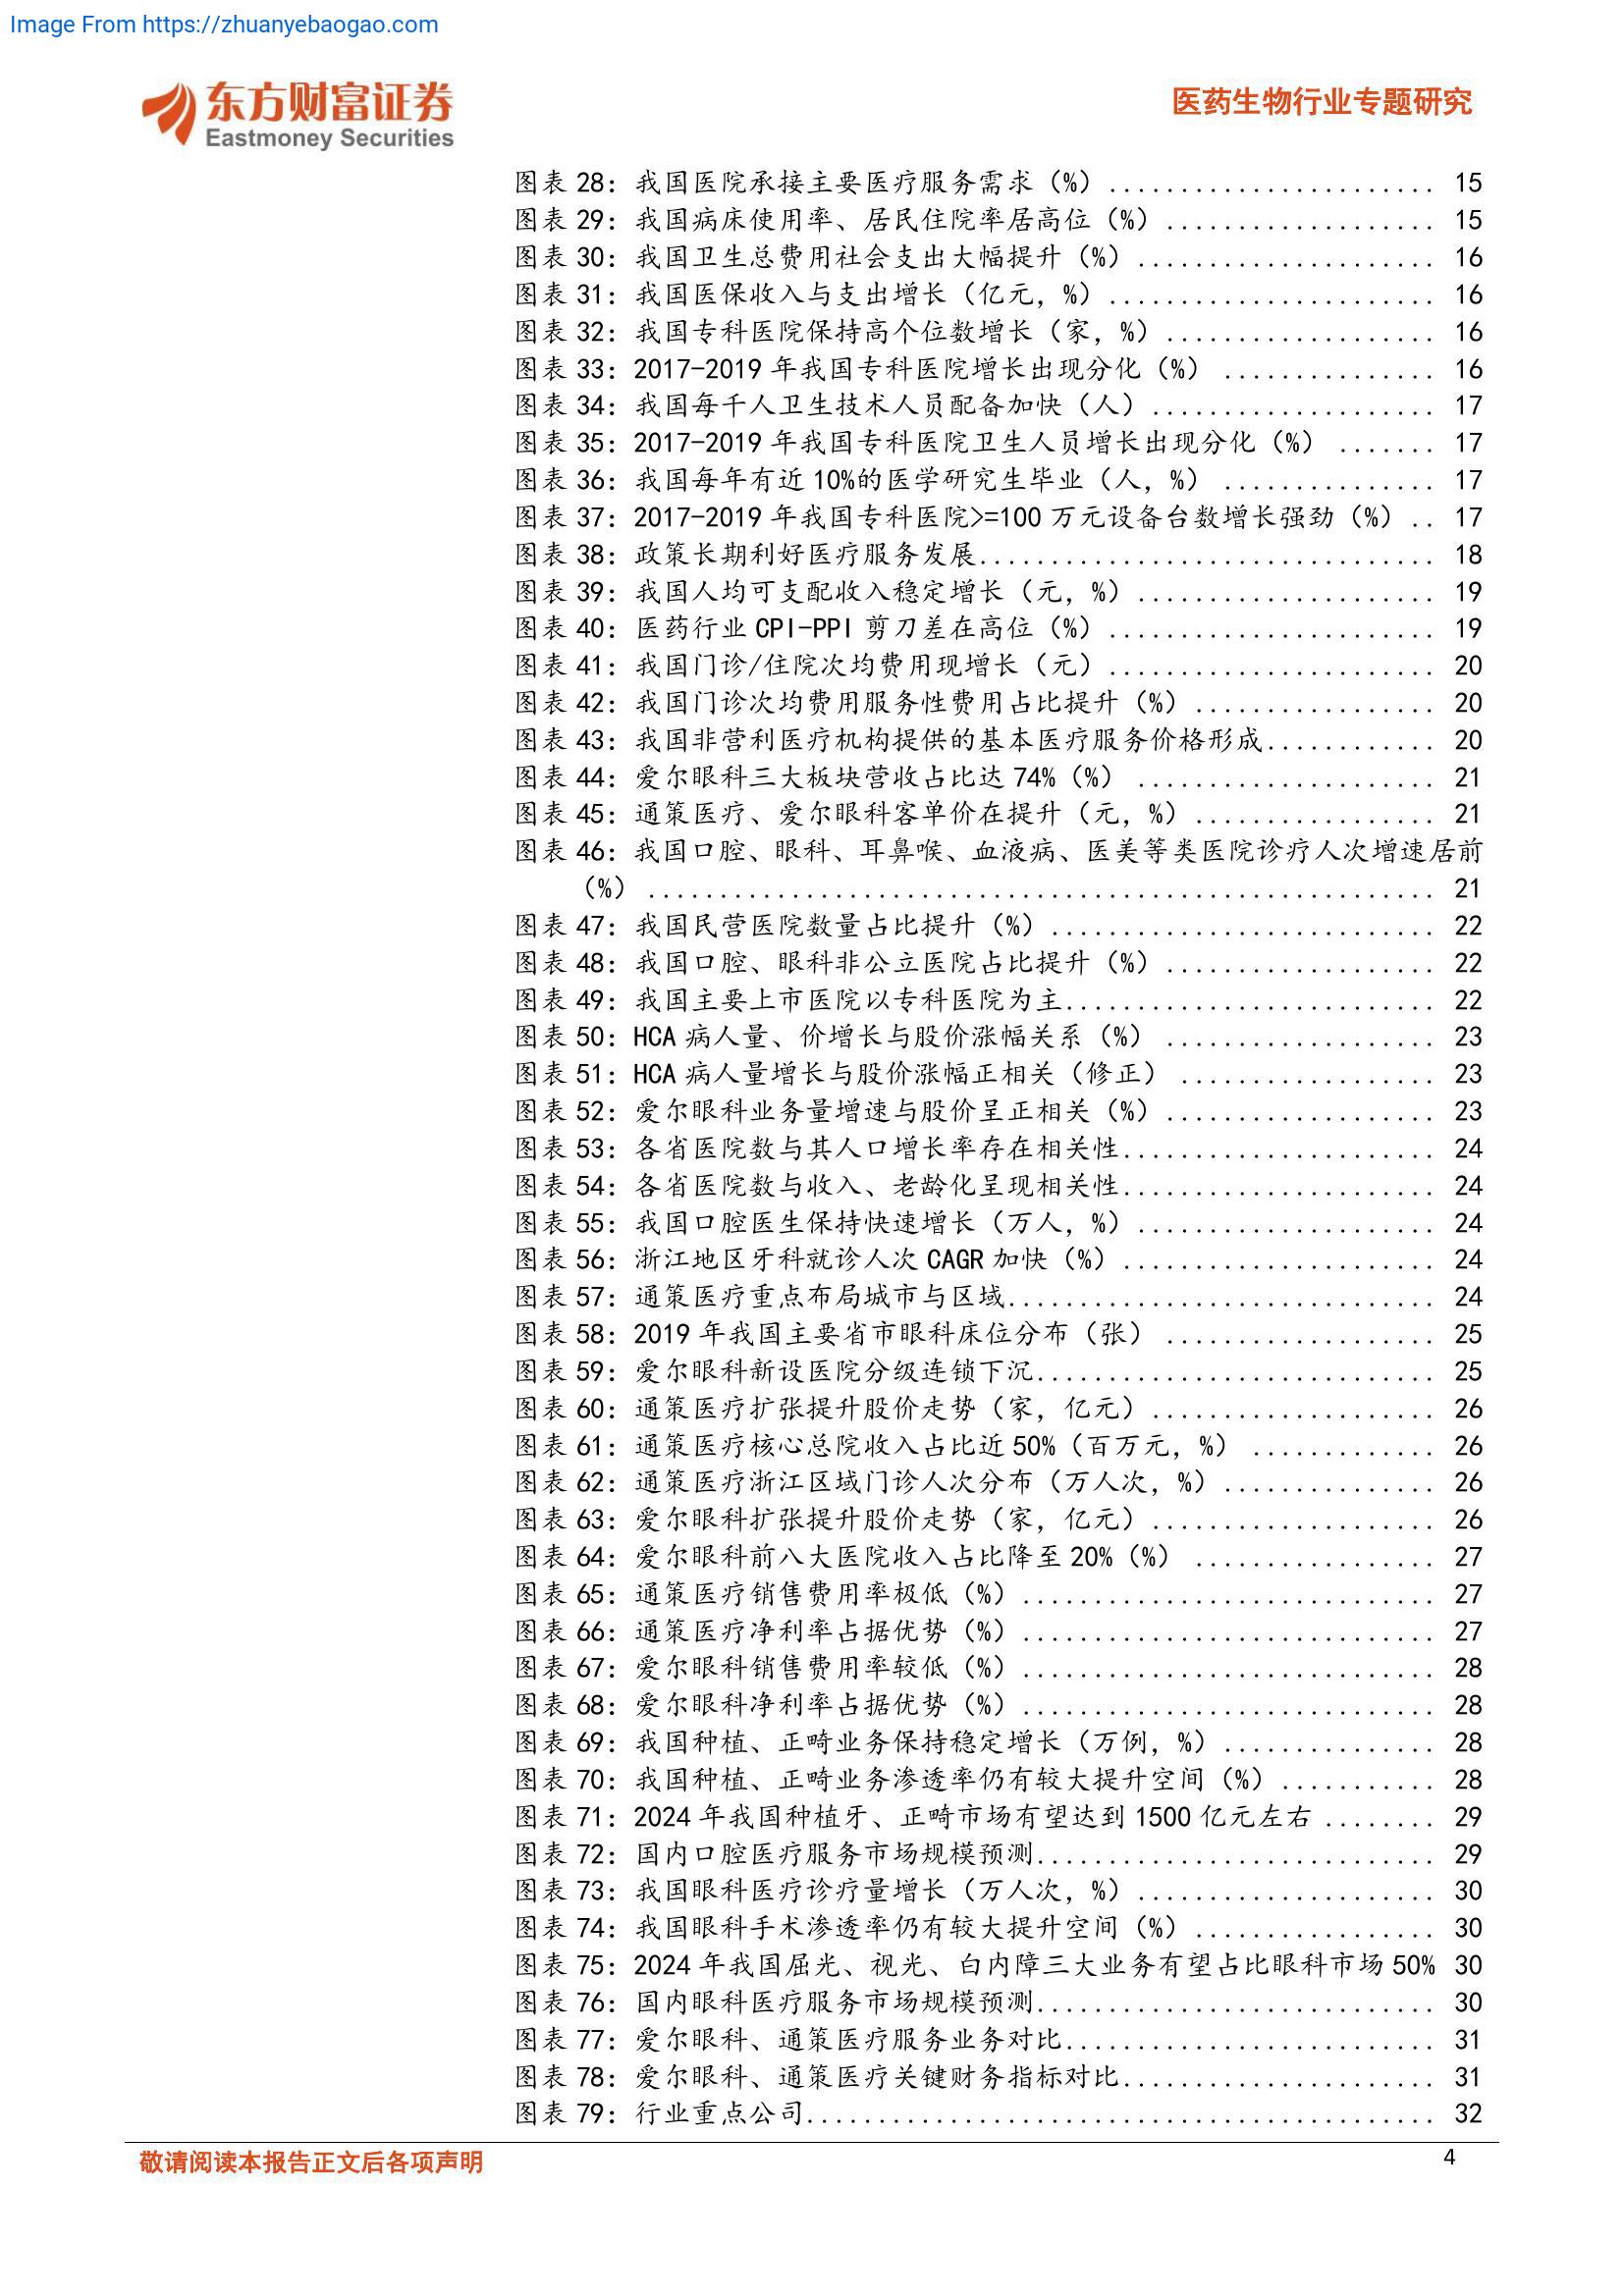 Image From https://zhuanyebaogao.com
东方财富证券
Eastmoney Securities
医药生物行业专题研究
图表 28：我国医院承接主要医疗服务需求（%）....................... 15
图表 29：我国病床使用率、居民住院率居高位（%）................... 15
图表 30：我国卫生总费用社会支出大幅提升（%）..................... 16
图表 31：我国医保收入与支出增长（亿元，%）....................... 16
图表 32：我国专科医院保持高个位数增长（家，%）................... 16
图表 33：2017-2019 年我国专科医院增长出现分化（%） ............... 16
图表 34：我国每千人卫生技术人员配备加快（人）.................... 17
图表 35：2017-2019 年我国专科医院卫生人员增长出现分化（%） ....... 17
图表 36：我国每年有近 10%的医学研究生毕业（人，%） ............... 17
图表 37：2017-2019 年我国专科医院>=100 万元设备台数增长强劲（%）.. 17
图表 38：政策长期利好医疗服务发展................................ 18
图表 39：我国人均可支配收入稳定增长（元，%）..................... 19
图表 40：医药行业 CPI-PPI 剪刀差在高位（%）....................... 19
图表 41：我国门诊/住院次均费用现增长（元）....................... 20
图表 42：我国门诊次均费用服务性费用占比提升（%）................. 20
图表 43：我国非营利医疗机构提供的基本医疗服务价格形成............ 20
图表 44：爱尔眼科三大板块营收占比达 74%（%） ..................... 21
图表 45：通策医疗、爱尔眼科客单价在提升（元，%）................. 21
图表 46：我国口腔、眼科、耳鼻喉、血液病、医美等类医院诊疗人次增速居前
（%） ....................................................... 21
图表 47：我国民营医院数量占比提升（%）........................... 22
图表 48：我国口腔、眼科非公立医院占比提升（%）................... 22
图表 49：我国主要上市医院以专科医院为主.......................... 22
图表 50：HCA 病人量、价增长与股价涨幅关系（%） ................... 23
图表 51：HCA 病人量增长与股价涨幅正相关（修正） .................. 23
图表 52：爱尔眼科业务量增速与股价呈正相关（%）................... 23
图表 53：各省医院数与其人口增长率存在相关性...................... 24
图表 54：各省医院数与收入、老龄化呈现相关性...................... 24
图表 55：我国口腔医生保持快速增长（万人，%）..................... 24
图表 56：浙江地区牙科就诊人次 CAGR 加快（%）...................... 24
图表 57：通策医疗重点布局城市与区域.............................. 24
图表 58：2019 年我国主要省市眼科床位分布（张） ................... 25
图表 59：爱尔眼科新设医院分级连锁下沉............................ 25
图表 60：通策医疗扩张提升股价走势（家，亿元）.................... 26
图表 61：通策医疗核心总院收入占比近 50%（百万元，%） ............. 26
图表 62：通策医疗浙江区域门诊人次分布（万人次，%）............... 26
图表 63：爱尔眼科扩张提升股价走势（家，亿元）.................... 26
图表 64：爱尔眼科前八大医院收入占比降至 20%（%） ................. 27
图表 65：通策医疗销售费用率极低（%）............................. 27
图表 66：通策医疗净利率占据优势（%）............................. 27
图表 67：爱尔眼科销售费用率较低（%）............................. 28
图表 68：爱尔眼科净利率占据优势（%）............................. 28
图表 69：我国种植、正畸业务保持稳定增长（万例，%）............... 28
图表 70：我国种植、正畸业务渗透率仍有较大提升空间（%）........... 28
图表 71：2024 年我国种植牙、正畸市场有望达到 1500 亿元左右 ........ 29
图表 72：国内口腔医疗服务市场规模预测............................ 29
图表 73：我国眼科医疗诊疗量增长（万人次，%）..................... 30
图表 74：我国眼科手术渗透率仍有较大提升空间（%）................. 30
图表 75：2024 年我国屈光、视光、白内障三大业务有望占比眼科市场 50% 30
图表 76：国内眼科医疗服务市场规模预测............................ 30
图表 77：爱尔眼科、通策医疗服务业务对比.......................... 31
图表 78：爱尔眼科、通策医疗关键财务指标对比...................... 31
图表 79：行业重点公司............................................ 32
敬请阅读本报告正文后各项声明
4